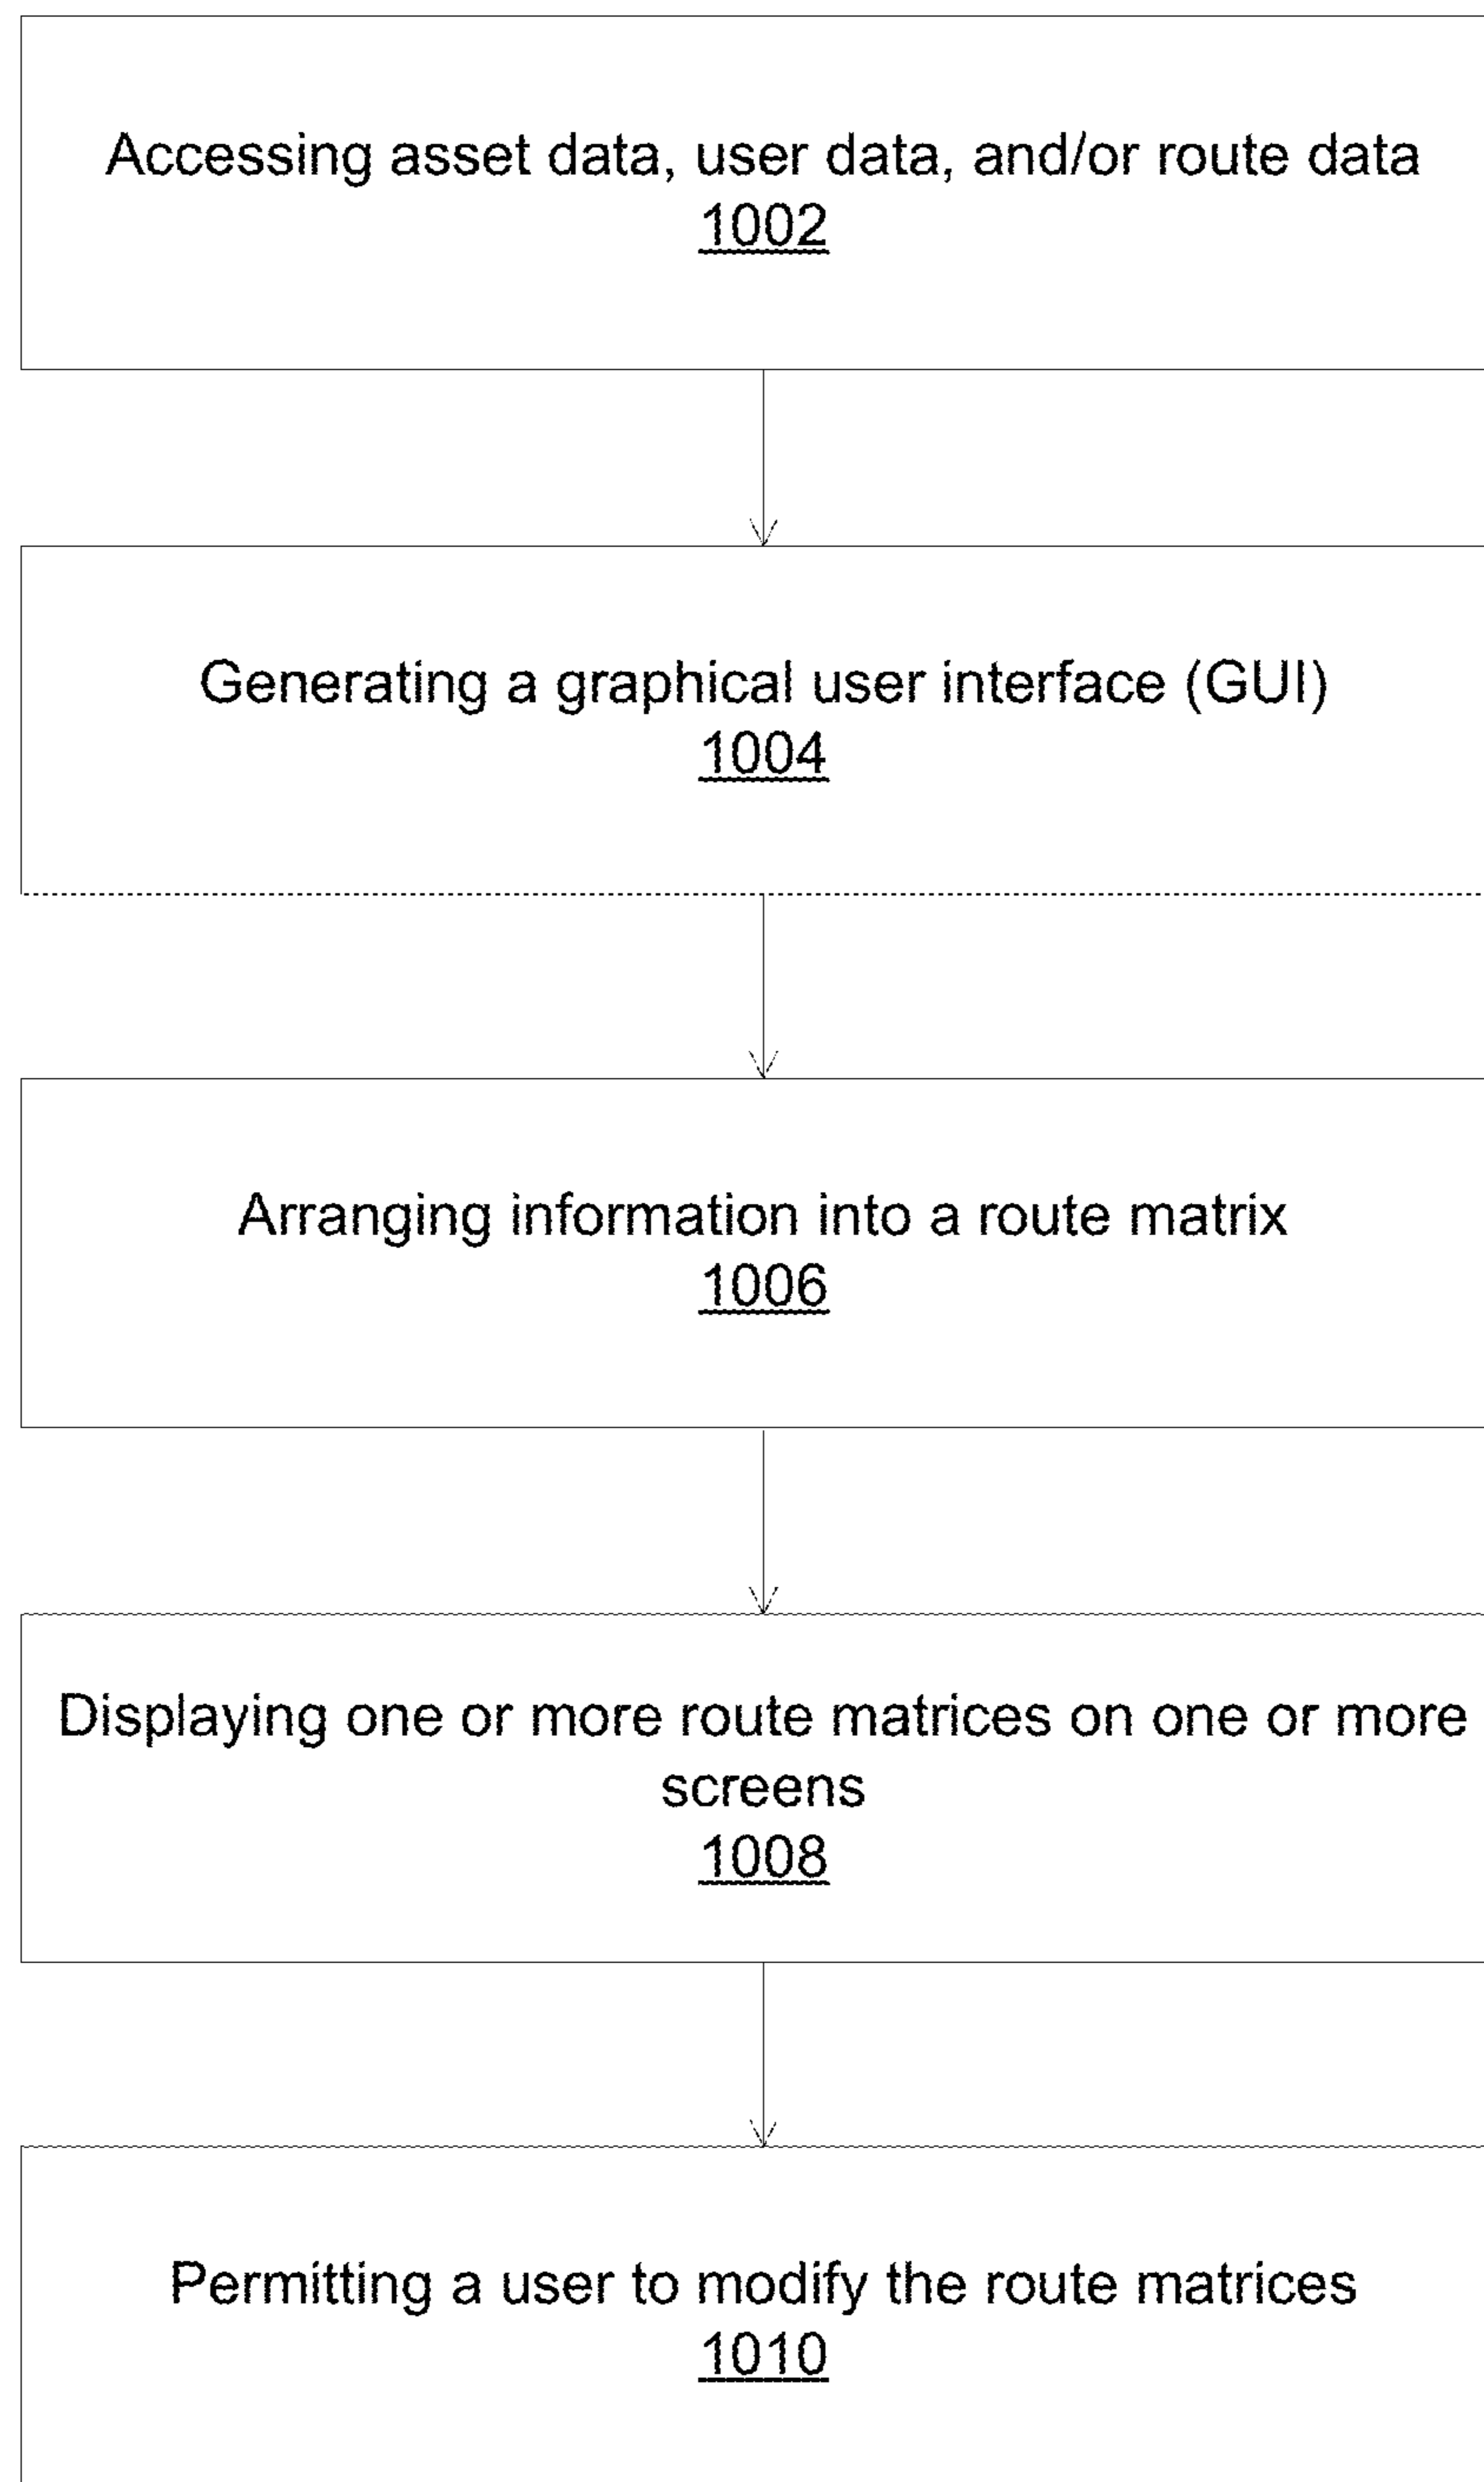 Accessing asset data, user data, and/or route data
1002
Generating a graphical user interface (GUI)
1004
Arranging information into a route matrix
1006
Displaying one or more route matrices on one or more
screens
1008
Permitting a user to modify the route matrices
1010